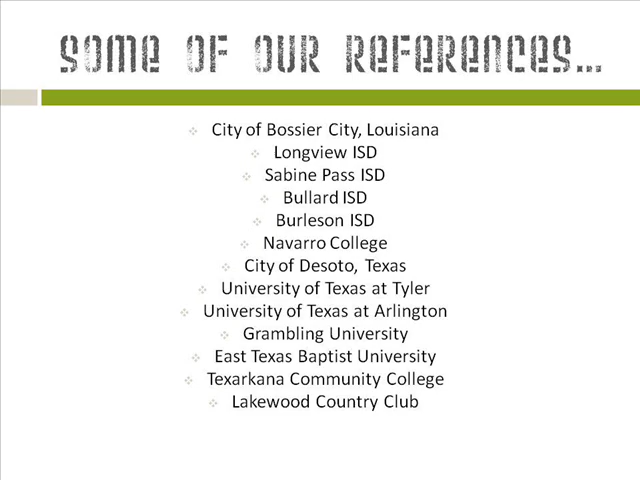 Some of our references...
City of Bossier City, Louisiana
Longview ISD
Sabine Pass ISD
Bullard ISD
Burleson ISD
Navarro College
City of Desoto, Texas
University of Texas at Tyler
University of Texas at Arlington
Grambling University
East Texas Baptist University
Texarkana Community College
Lakewood Country Club